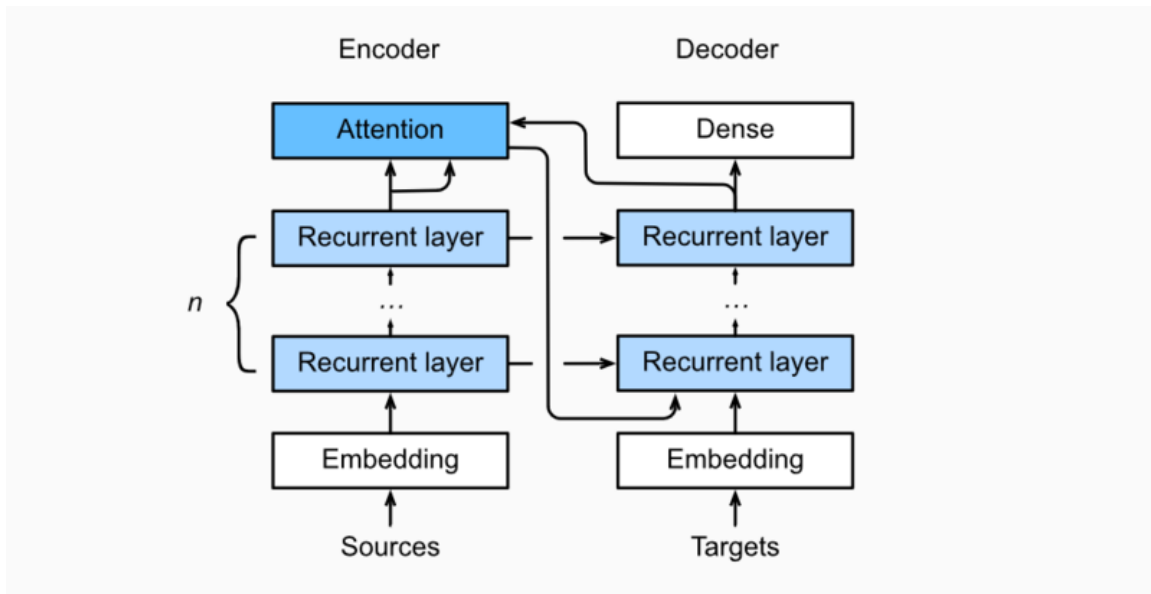 Encoder
Decoder
Attention
Dense
Recurrent layer
Recurrent layer
n
...
...
Recurrent layer
Recurrent layer
Embedding
Embedding
Sources
Targets